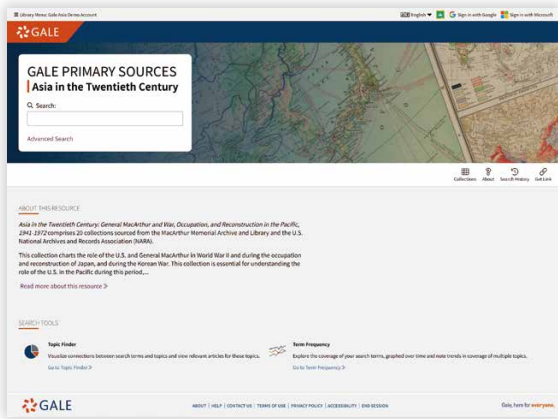 Library Menu: Gale Asia Demo Account
English
Sign in with Google
Sign in with Microsoft
GALE
GALE PRIMARY SOURCES
Asia in the Twentieth Century
Search:
Advanced Search
Collections
About
Search History
Get Link
ABOUT THIS RESOURCE
Asia in the Twentieth Century: General MacArthur and War, Occupation, and Reconstruction in the Pacific,
1941-1972 comprises 20 collections sourced from the MacArthur Memorial Archive and Library and the U.S.
National Archives and Records Association (NARA).
This collection charts the role of the U.S. and General MacArthur in World War II and during the occupation
and reconstruction of Japan, and during the Korean War. This collection is essential for understanding the
role of the U.S. in the Pacific during this period,...
Read more about this resource >
SEARCH TOOLS
Topic Finder
Visualize connections between search terms and topics and view relevant articles for those topics.
Go to Topic Finder >
Term Frequency
Explore the coverage of your search terms, graphed over time and note trends in coverage of multiple topics.
Go to Term Frequency >
GALE
ABOUT | HELP | CONTACT US | TERMS OF USE | PRIVACY POLICY | ACCESSIBILITY | END SESSION
Gale, here for everyone.